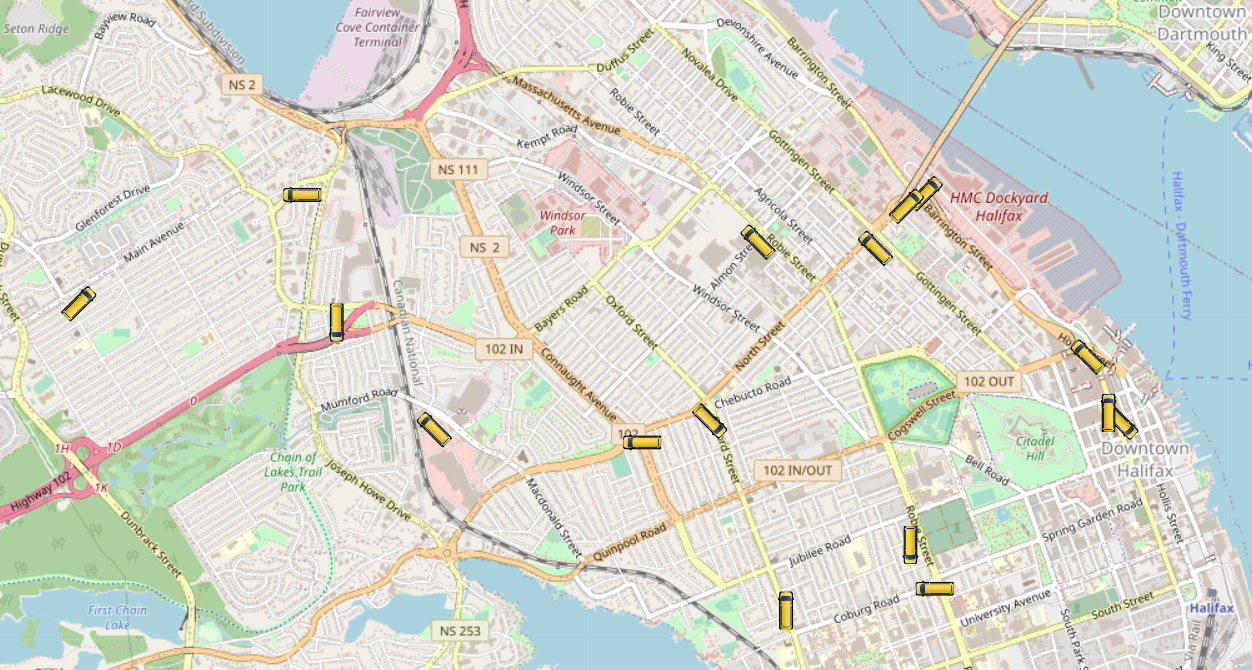 Seton Ridge
Bayview Road
d Subdivision
Fairview
Cove Container
Terminal
Devonshire Avenue
Barrington Street
Downtown
Dartmouth
King Street
NS 2
Lacewood Drive
Duffus Street
Novalea Drive
Massachusetts Avenue
Robie Street
Kempt Road
Gottingen Street
NS 111
Glenforest Drive
Windsor Street
Agricola Street
HMC Dockyard
Halifax
Halifax - Dartmouth Ferry
Main Avenue
Windsor
Park
NS 2
Robie Street
Almon Street
Barrington Street
Street
Canadian National
Bayers Road
Oxford Street
Windsor Street
Gottingen Street
102 IN
Connaught Avenue
North Street
Chebucto Road
102 OUT
Mumford Road
0
Cogswell Street
1H
1D
102
Citadel
Hill
Downtown
Halifax
Highway 102
1K
Chain of
Lakes Trail
Park
102 IN/OUT
Bell Road
Joseph Howe Drive
Macdonald Street
Hollis Street
Dunbrack Street
Quinpool Road
Jubilee Road
Spring Garden Road
First Chain
Lake
Coburg Road
University Avenue
South Street
Halifax
NS 253
South Park S
Via Rail